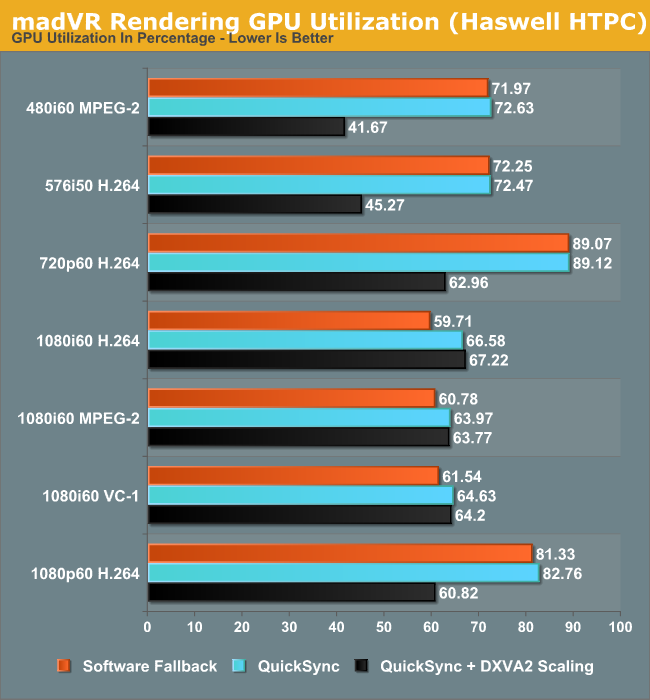 madVR Rendering GPU Utilization (Haswell HTPC)
GPU Utilization In Percentage - Lower Is Better
480i60 MPEG-2
71.97
72.63
41.67
576i50 H.264
72.25
72.47
45.27
720p60 H.264
89.07
89.12
62.96
1080i60 H.264
59.71
66.58
67.22
1080i60 MPEG-2
60.78
63.97
63.77
1080i60 VC-1
61.54
64.63
64.2
1080p60 H.264
81.33
82.76
60.82
0 10 20 30 40 50 60 70 80 90 100
Software Fallback QuickSync QuickSync + DXVA2 Scaling